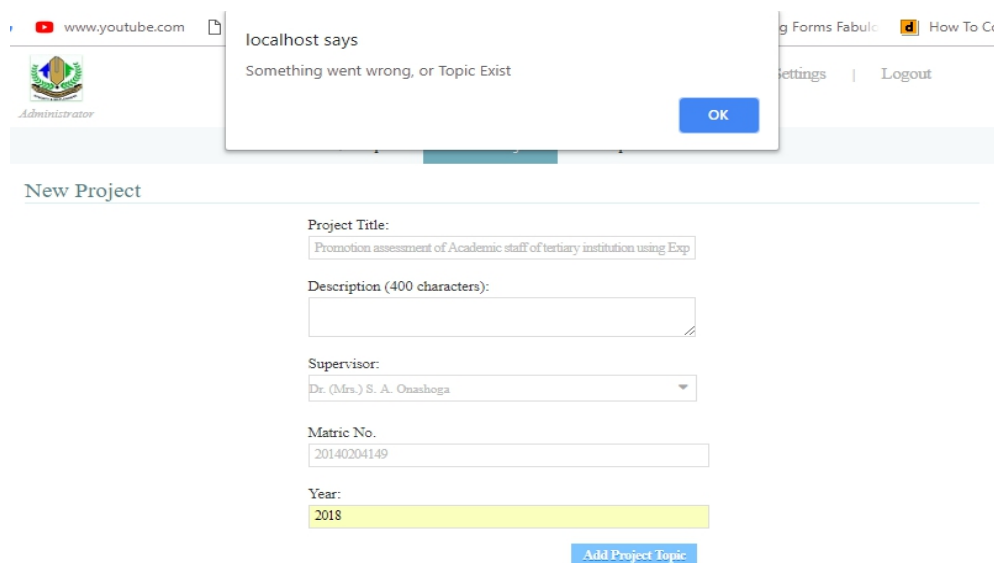 www.youtube.com
g Forms Fabulo
d How To Co
localhost says
Something went wrong, or Topic Exist
OK
Settings | Logout
Administrator
New Project
Project Title:
Promotion assessment of Academic staff of tertiary institution using Exp
Description (400 characters):
Supervisor:
Dr. (Mrs.) S. A. Onashoga
Matric No.
20140204149
Year:
2018
Add Project Topic